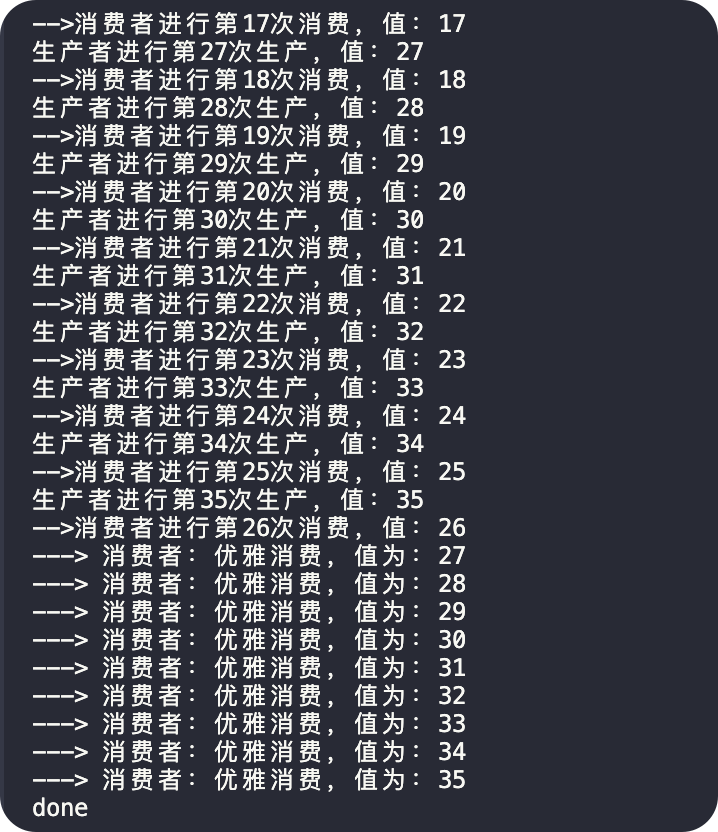 -->消费者进行第17次消费, 值: 17
生产者进行第27次生产, 值: 27
-->消费者进行第18次消费, 值: 18
生产者进行第28次生产, 值: 28
-->消费者进行第19次消费, 值: 19
生产者进行第29次生产, 值: 29
-->消费者进行第20次消费, 值: 20
生产者进行第30次生产, 值: 30
-->消费者进行第21次消费, 值: 21
生产者进行第31次生产, 值: 31
-->消费者进行第22次消费, 值: 22
生产者进行第32次生产, 值: 32
-->消费者进行第23次消费, 值: 23
生产者进行第33次生产, 值: 33
-->消费者进行第24次消费, 值: 24
生产者进行第34次生产, 值: 34
-->消费者进行第25次消费, 值: 25
生产者进行第35次生产, 值: 35
-->消费者进行第26次消费, 值: 26
---> 消费者: 优雅消费, 值为: 27
---> 消费者: 优雅消费, 值为: 28
---> 消费者: 优雅消费, 值为: 29
---> 消费者: 优雅消费, 值为: 30
---> 消费者: 优雅消费, 值为: 31
---> 消费者: 优雅消费, 值为: 32
---> 消费者: 优雅消费, 值为: 33
---> 消费者: 优雅消费, 值为: 34
---> 消费者: 优雅消费, 值为: 35
done